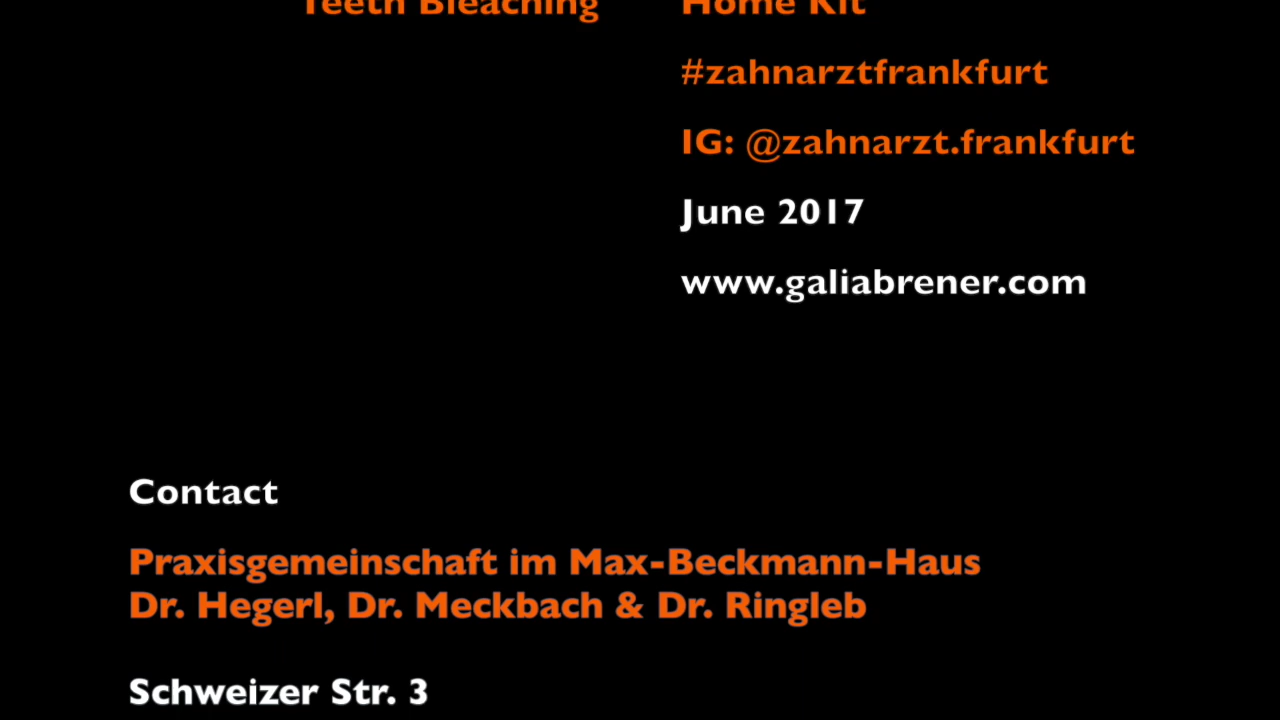 Teeth Bleaching Home Kit
#zahnarztfrankfurt
IG: @zahnarzt.frankfurt
June 2017
www.galiabrener.com
Contact
Praxisgemeinschaft im Max-Beckmann-Haus
Dr. Hegerl, Dr. Meckbach & Dr. Ringleb
Schweizer Str. 3